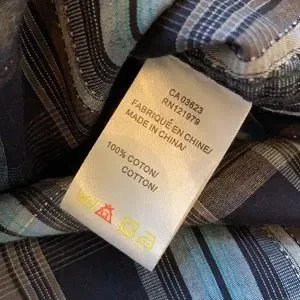 CA 03623
RN121979
FABRIQUÉ EN CHINE/
MADE IN CHINA/
100% COTON/
COTTON/